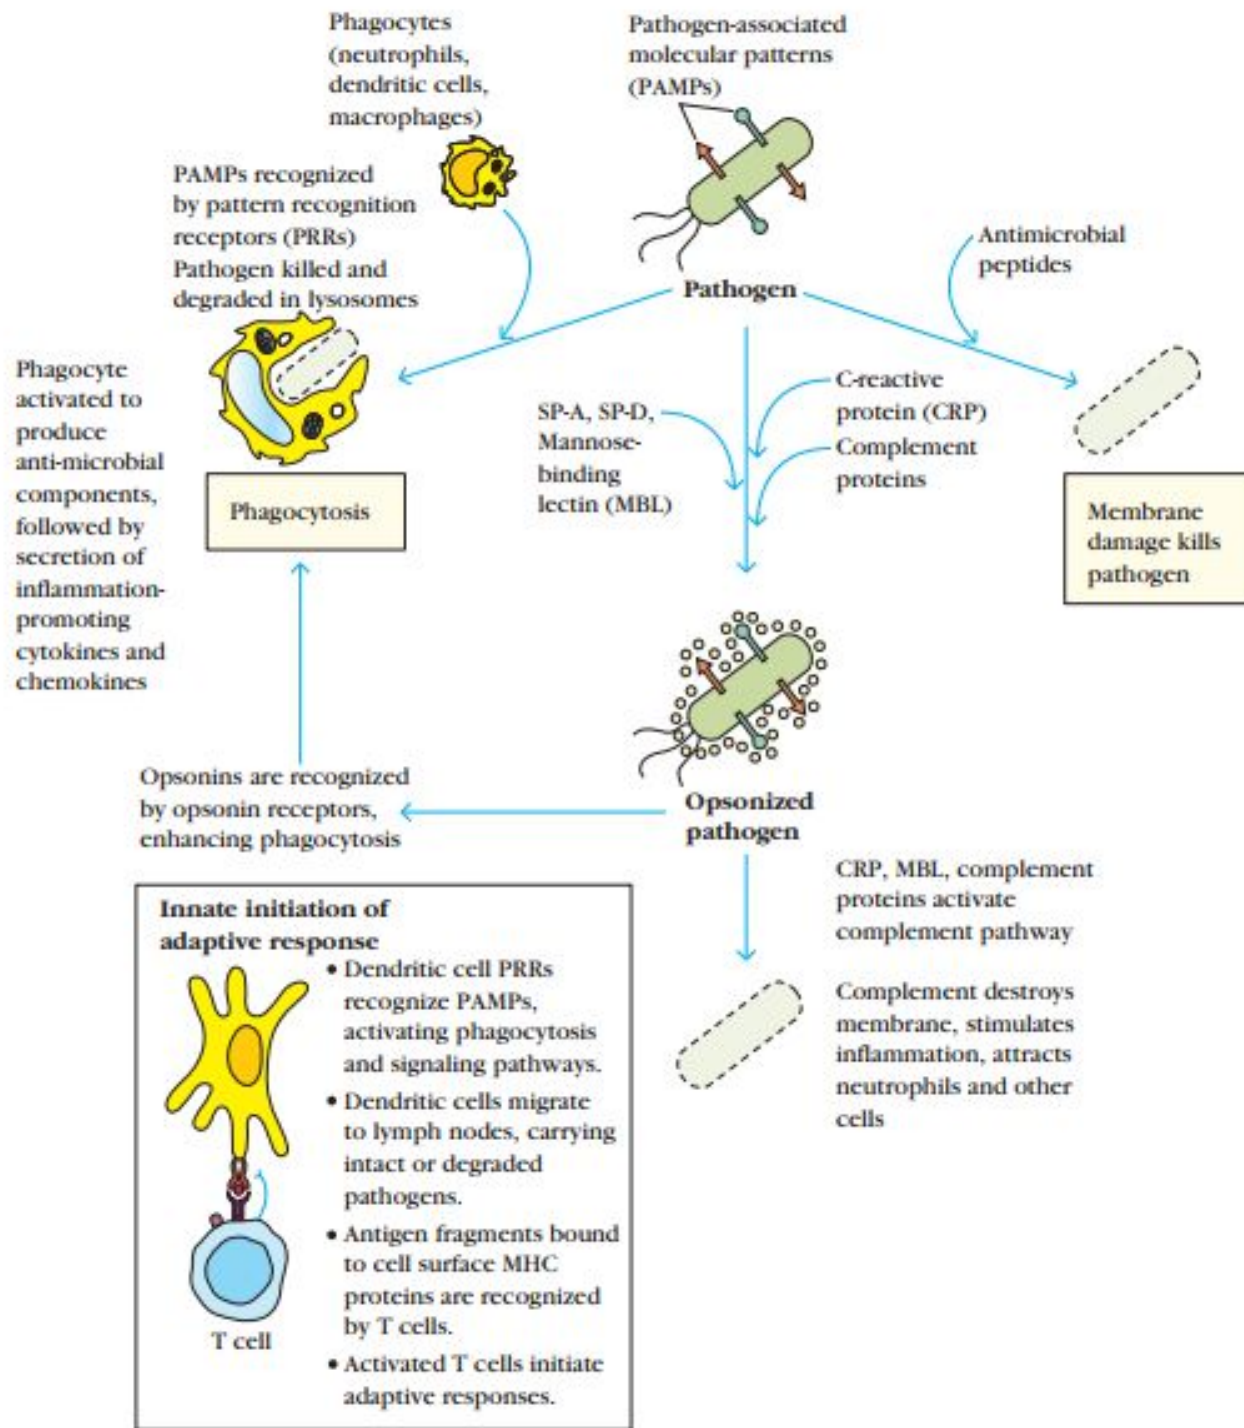 Phagocytes
(neutrophils,
dendritic cells,
macrophages)
Pathogen-associated
molecular patterns
(PAMPs)
PAMPs recognized
by pattern recognition
receptors (PRRs)
Pathogen killed and
degraded in lysosomes
Antimicrobial
peptides
Pathogen
Phagocyte
activated to
produce
anti-microbial
components,
followed by
secretion of
inflammation-
promoting
cytokines and
chemokines
Phagocytosis
SP-A, SP-D,
Mannose-
binding
lectin (MBL)
C-reactive
protein (CRP)
Complement
proteins
Membrane
damage kills
pathogen
Opsonins are recognized
by opsonin receptors,
enhancing phagocytosis
Opsonized
pathogen
CRP, MBL, complement
proteins activate
complement pathway
Complement destroys
membrane, stimulates
inflammation, attracts
neutrophils and other
cells
Innate initiation of
adaptive response
• Dendritic cell PRRs
recognize PAMPs,
activating phagocytosis
and signaling pathways.
• Dendritic cells migrate
to lymph nodes, carrying
intact or degraded
pathogens.
• Antigen fragments bound
to cell surface MHC
proteins are recognized
by T cells.
• Activated T cells initiate
adaptive responses.
T cell